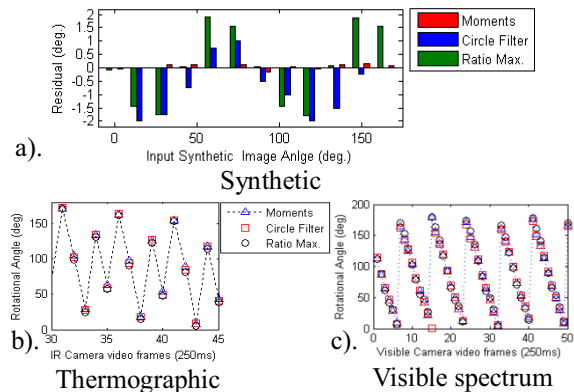 2
1.5
1
0.5
0
-0.5
-1
-1.5
-2
Residual (deg.)
0 50 100 150
Input Synthetic Image Anlge (deg.)
Moments
Circle Filter
Ratio Max.
a).
Synthetic
150
100
50
0
Rotational Angle (deg)
30 35 40 45
IR Camera video frames (250ms)
Moments
Circle Filter
Ratio Max.
b).
Thermographic
200
150
100
50
0
Rotational Angle (deg)
0 10 20 30 40 50
Visible Camera video frames (250ms)
c).
Visible spectrum